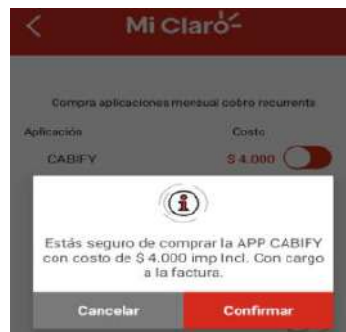 Mi Claro
Compra aplicaciones mensual cobro recurrente
Aplicación Costo
CABIFY $ 4.000
Estás seguro de comprar la APP CABIFY
con costo de $ 4.000 imp Incl. Con cargo
a la factura.
Cancelar Confirmar